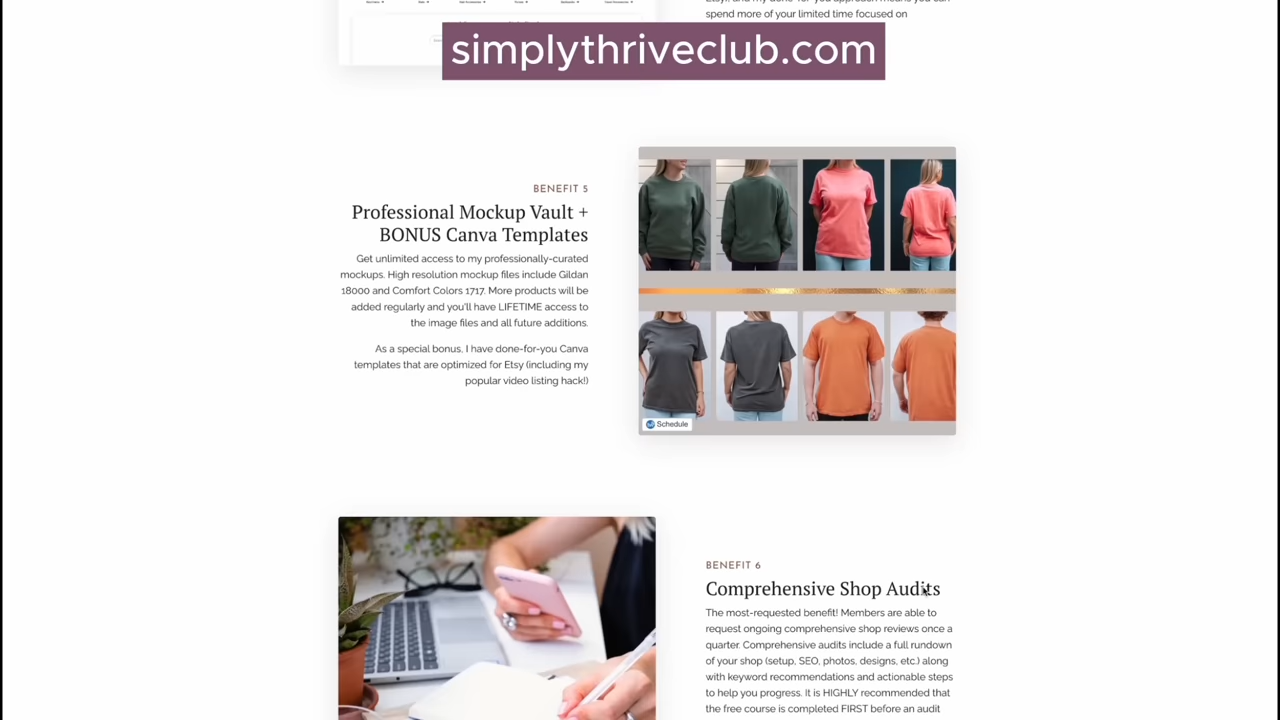 Etsy, and my done-for-you approach means you can
spend more of your limited time focused on
simplythriveclub.com
BENEFIT 5
Professional Mockup Vault +
BONUS Canva Templates
Get unlimited access to my professionally-curated
mockups. High resolution mockup files include Gildan
18000 and Comfort Colors 1717. More products will be
added regularly and you'll have LIFETIME access to
the image files and all future additions.
As a special bonus, I have done-for-you Canva
templates that are optimized for Etsy (including my
popular video listing hack!)
Schedule
BENEFIT 6
Comprehensive Shop Audits
The most-requested benefit! Members are able to
request ongoing comprehensive shop reviews once a
quarter. Comprehensive audits include a full rundown
of your shop (setup, SEO, photos, designs, etc.) along
with keyword recommendations and actionable steps
to help you progress. It is HIGHLY recommended that
the free course is completed FIRST before an audit